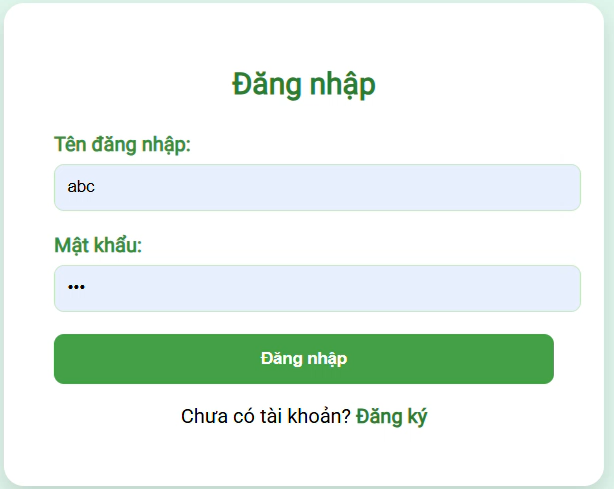 Đăng nhập
Tên đăng nhập:
abc
Mật khẩu:
•••
Đăng nhập
Chưa có tài khoản? Đăng ký